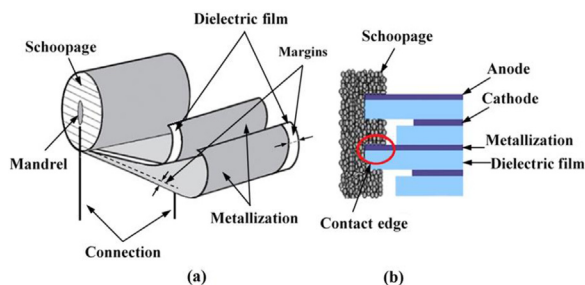 Schoopage
Dielectric film
Margins
Mandrel
Metallization
Connection
(a)
Schoopage
Anode
Cathode
Metallization
Dielectric film
Contact edge
(b)